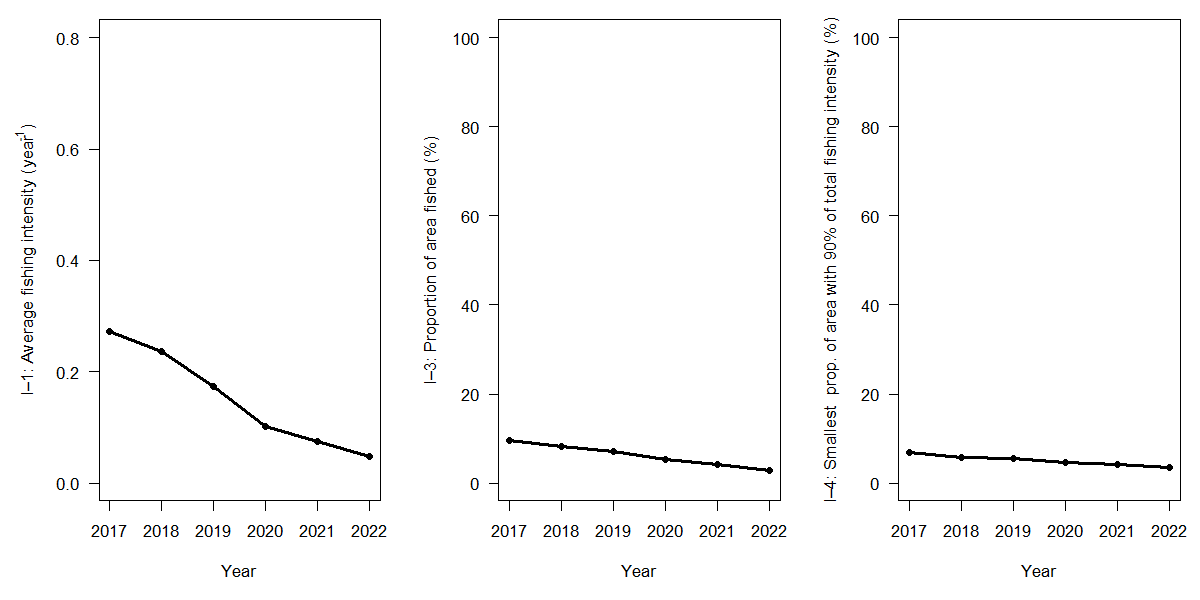 I−1: Average fishing intensity (year-1)
0.8
0.6
0.4
0.2
0.0
2017 2018 2019 2020 2021 2022
Year
I−3: Proportion of area fished (%)
100
80
60
40
20
0
2017 2018 2019 2020 2021 2022
Year
I−4: Smallest prop. of area with 90% of total fishing intensity (%)
100
80
60
40
20
0
2017 2018 2019 2020 2021 2022
Year